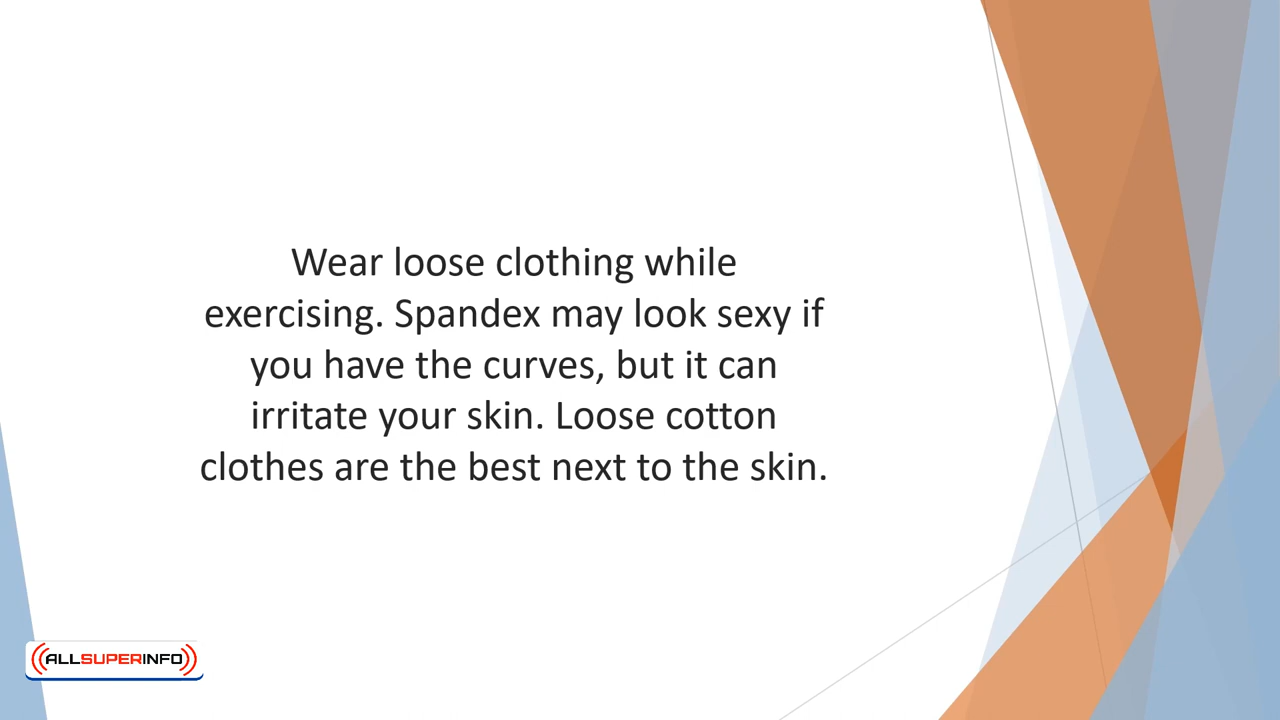 Wear loose clothing while
exercising. Spandex may look sexy if
you have the curves, but it can
irritate your skin. Loose cotton
clothes are the best next to the skin.
ALLSUPERINFO